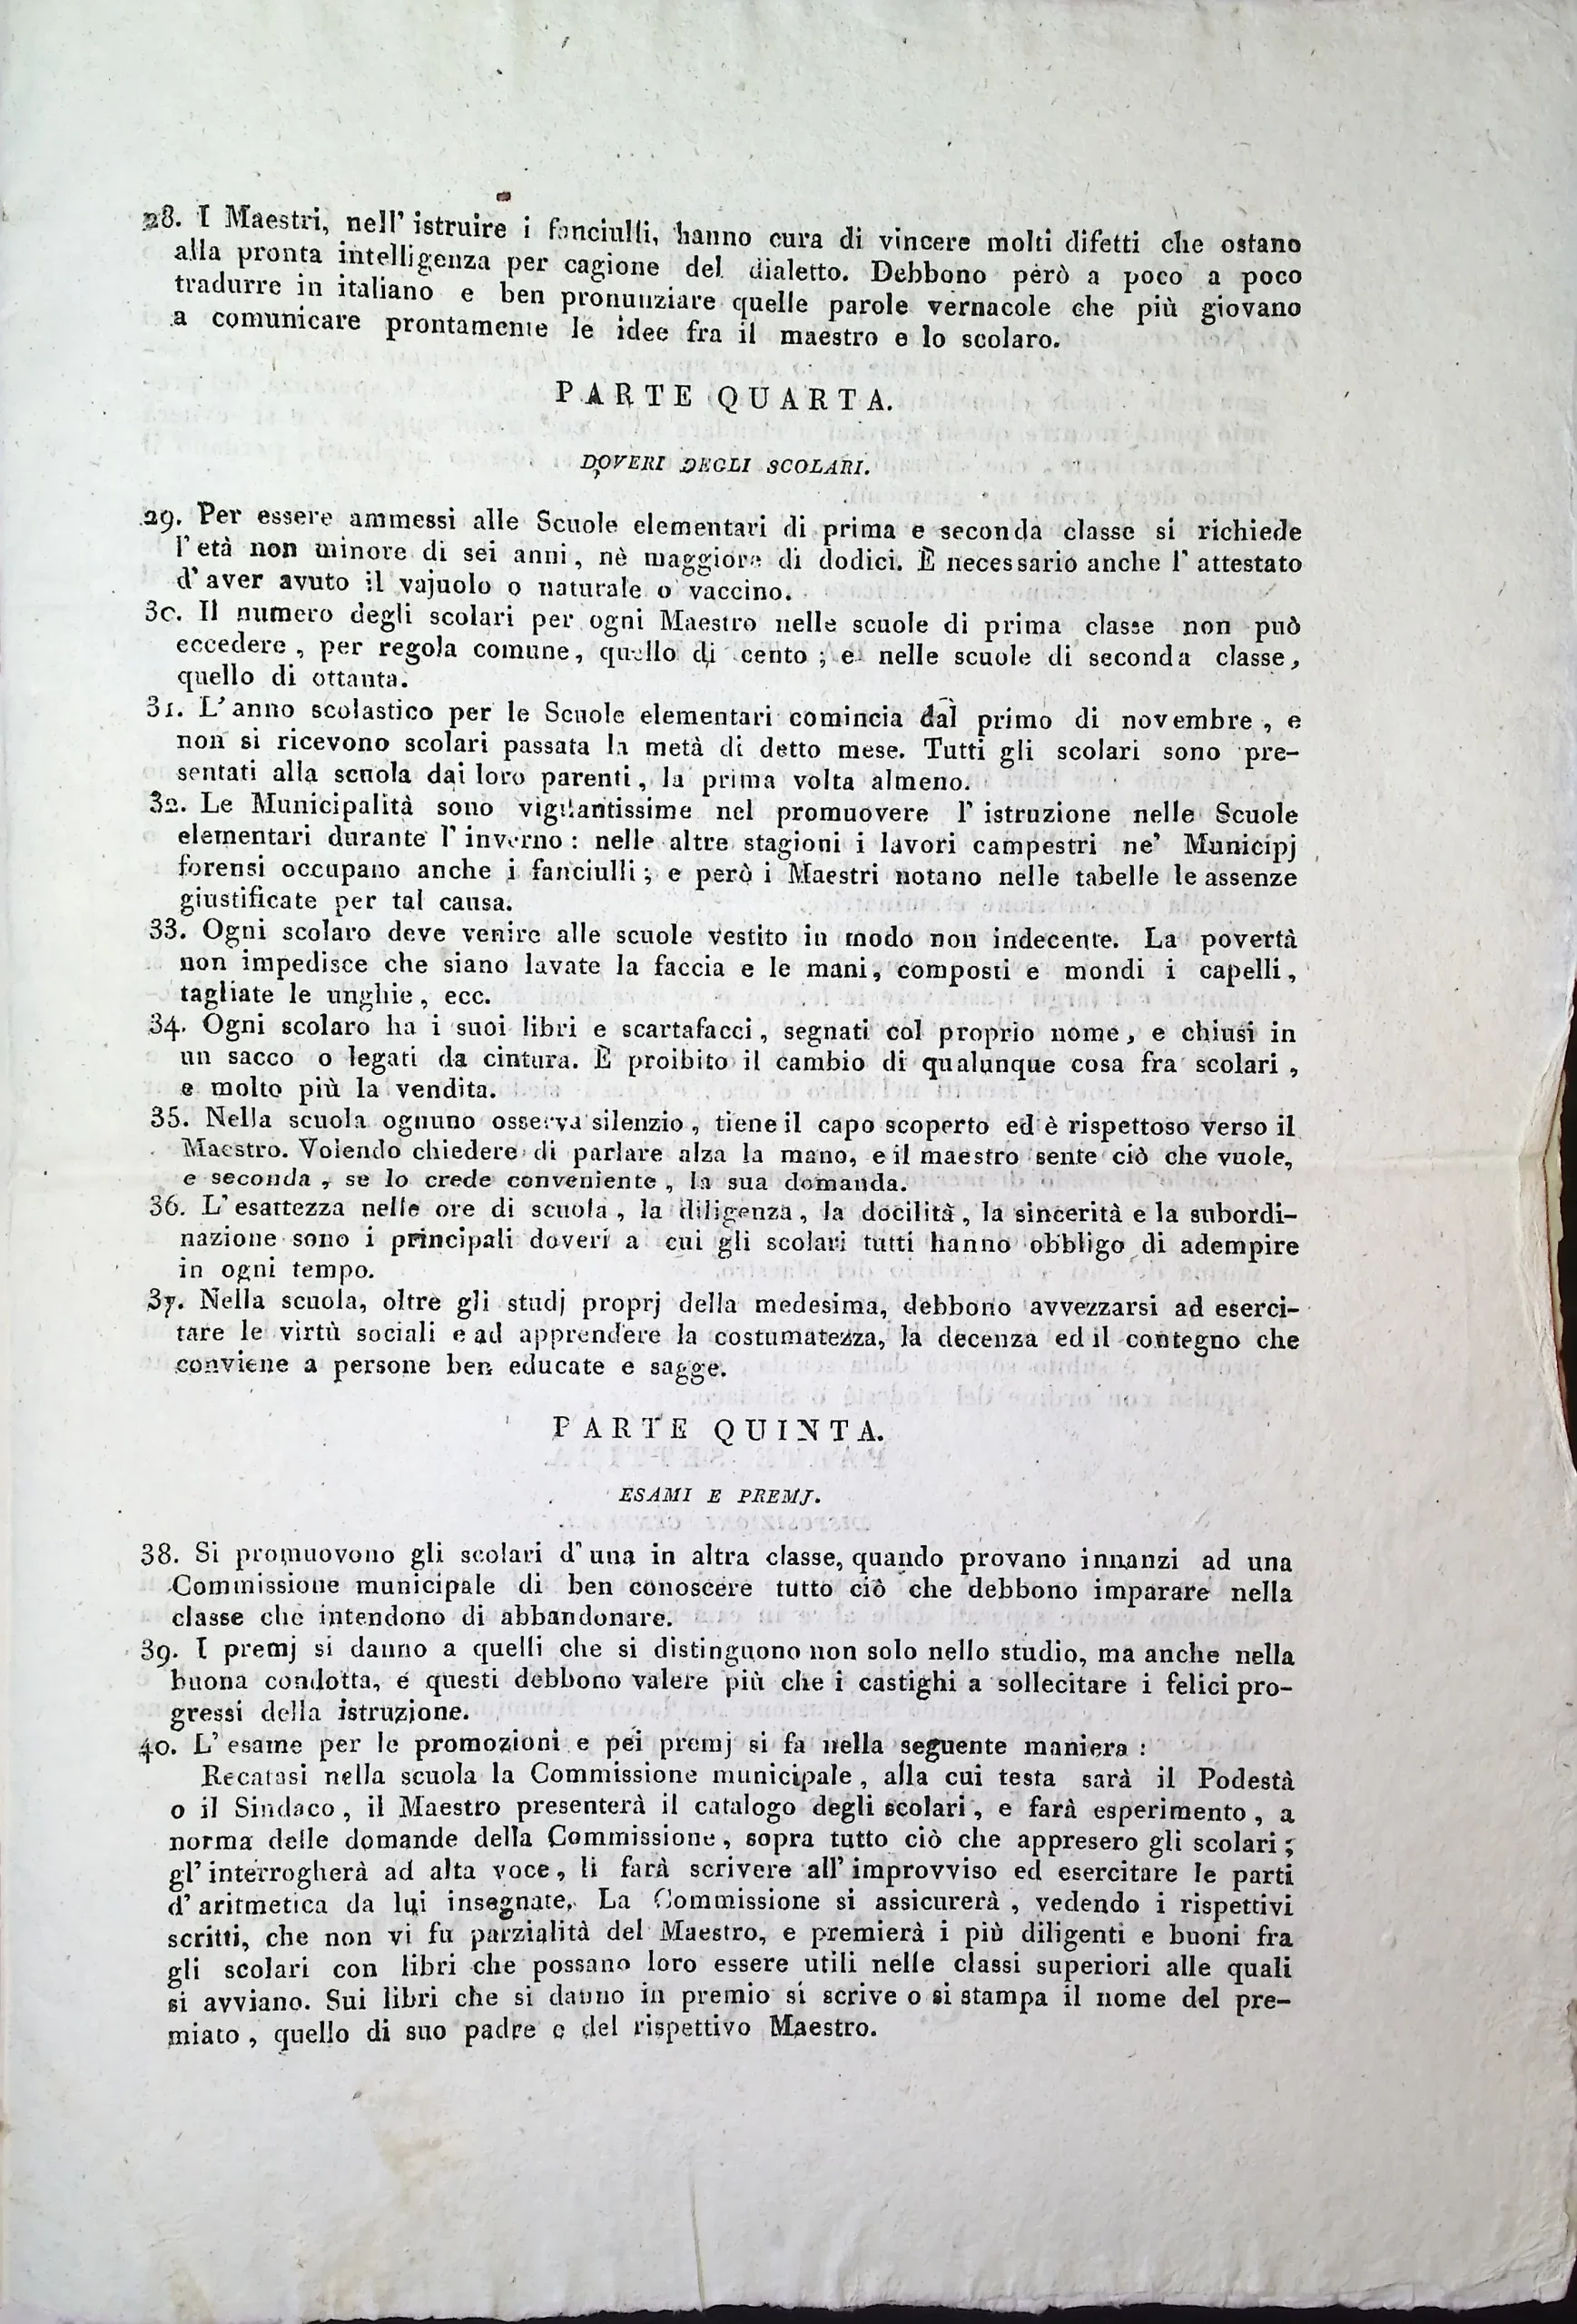 28. I Maestri, nell' istruire i fanciulli, hanno cura di vincere molti difetti che ostano
alla pronta intelligenza per cagione del dialetto. Debbono però a poco a poco
tradurre in italiano e ben pronunziare quelle parole vernacole che più giovano
a comunicare prontamente le idee fra il maestro e lo scolaro.
PARTE QUARTA.
DOVERI DEGLI SCOLARI.
29. Per essere ammessi alle Scuole elementari di prima e seconda classe si richiede
l'età non minore di sei anni, nè maggiore di dodici. È necessario anche l' attestato
d'aver avuto il vajuolo o naturale o vaccino.
30. Il numero degli scolari per ogni Maestro nelle scuole di prima classe non può
eccedere, per regola comune, quello di cento; e nelle scuole di seconda classe,
quello di ottanta.
31. L'anno scolastico per le Scuole elementari comincia dal primo di novembre, e
non si ricevono scolari passata la metà di detto mese. Tutti gli scolari sono pre-
sentati alla scuola dai loro parenti, la prima volta almeno.
32. Le Municipalità sono vigilantissime nel promuovere l' istruzione nelle Scuole
elementari durante l' inverno: nelle altre stagioni i lavori campestri ne' Municipj
forensi occupano anche i fanciulli; e però i Maestri notano nelle tabelle le assenze
giustificate per tal causa.
33. Ogni scolaro deve venire alle scuole vestito in modo non indecente. La povertà
non impedisce che siano lavate la faccia e le mani, composti e mondi i capelli,
tagliate le unghie, ecc.
34. Ogni scolaro ha i suoi libri e scartafacci, segnati col proprio nome, e chiusi in
un sacco o legati da cintura. È proibito il cambio di qualunque cosa fra scolari,
e molto più la vendita.
35. Nella scuola ognuno osserva silenzio, tiene il capo scoperto ed è rispettoso verso il
Maestro. Volendo chiedere di parlare alza la mano, e il maestro sente ciò che vuole,
e seconda, se lo crede conveniente, la sua domanda.
36. L' esattezza nelle ore di scuola, la diligenza, la docilità, la sincerità e la subordi-
nazione sono i principali doveri a cui gli scolari tutti hanno obbligo di adempire
in ogni tempo.
37. Nella scuola, oltre gli studj proprj della medesima, debbono avvezzarsi ad eserci-
tare le virtù sociali e ad apprendere la costumatezza, la decenza ed il contegno che
conviene a persone ben educate e sagge.
PARTE QUINTA.
ESAMI E PREMJ.
38. Si promuovono gli scolari d' una in altra classe, quando provano innanzi ad una
Commissione municipale di ben conoscere tutto ciò che debbono imparare nella
classe che intendono di abbandonare.
39. I premj si danno a quelli che si distinguono non solo nello studio, ma anche nella
buona condotta, e questi debbono valere più che i castighi a sollecitare i felici pro-
gressi della istruzione.
40. L' esame per le promozioni e pei premj si fa nella seguente maniera:
Recatasi nella scuola la Commissione municipale, alla cui testa sarà il Podestà
o il Sindaco, il Maestro presenterà il catalogo degli scolari, e farà esperimento, a
norma delle domande della Commissione, sopra tutto ciò che appresero gli scolari;
gl' interrogherà ad alta voce, li farà scrivere all' improvviso ed esercitare le parti
d' aritmetica da lui insegnate. La Commissione si assicurerà, vedendo i rispettivi
scritti, che non vi fu parzialità del Maestro, e premierà i più diligenti e buoni fra
gli scolari con libri che possano loro essere utili nelle classi superiori alle quali
si avviano. Sui libri che si danno in premio si scrive o si stampa il nome del pre-
miato, quello di suo padre e del rispettivo Maestro.